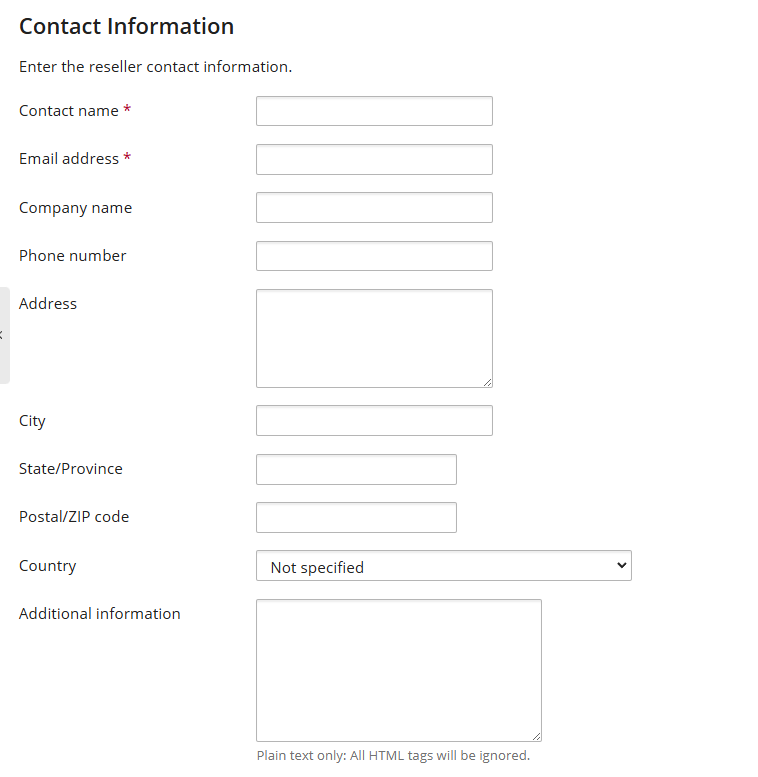 Contact Information
Enter the reseller contact information.
Contact name *
Email address *
Company name
Phone number
Address
City
State/Province
Postal/ZIP code
Country
Not specified
Additional information
Plain text only: All HTML tags will be ignored.